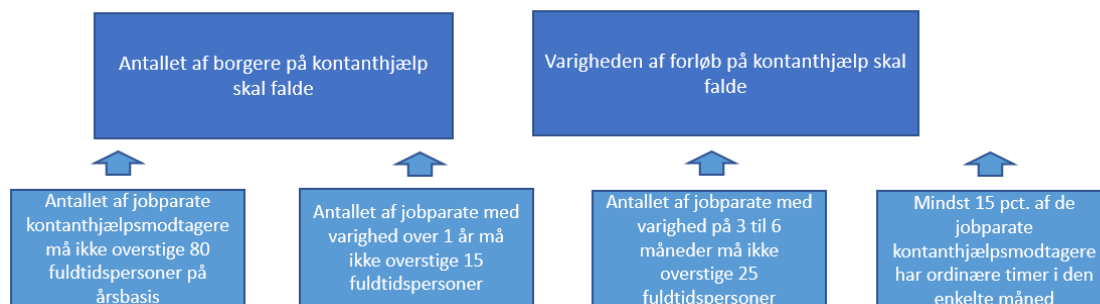 Antallet af borgere på kontanthjælp
skal falde
Varigheden af forløb på kontanthjælp skal
falde
Antallet af jobparate
kontanthjælpsmodtagere
må ikke overstige 80
fuldtidspersoner på
årsbasis
Antallet af jobparate med
varighed over 1 år må
ikke overstige 15
fuldtidspersoner
Antallet af jobparate med
varighed på 3 til 6
måneder må ikke
overstige 25
fuldtidspersoner
Mindst 15 pct. af de
jobparate
kontanthjælpsmodtagere
har ordinære timer i den
enkelte måned